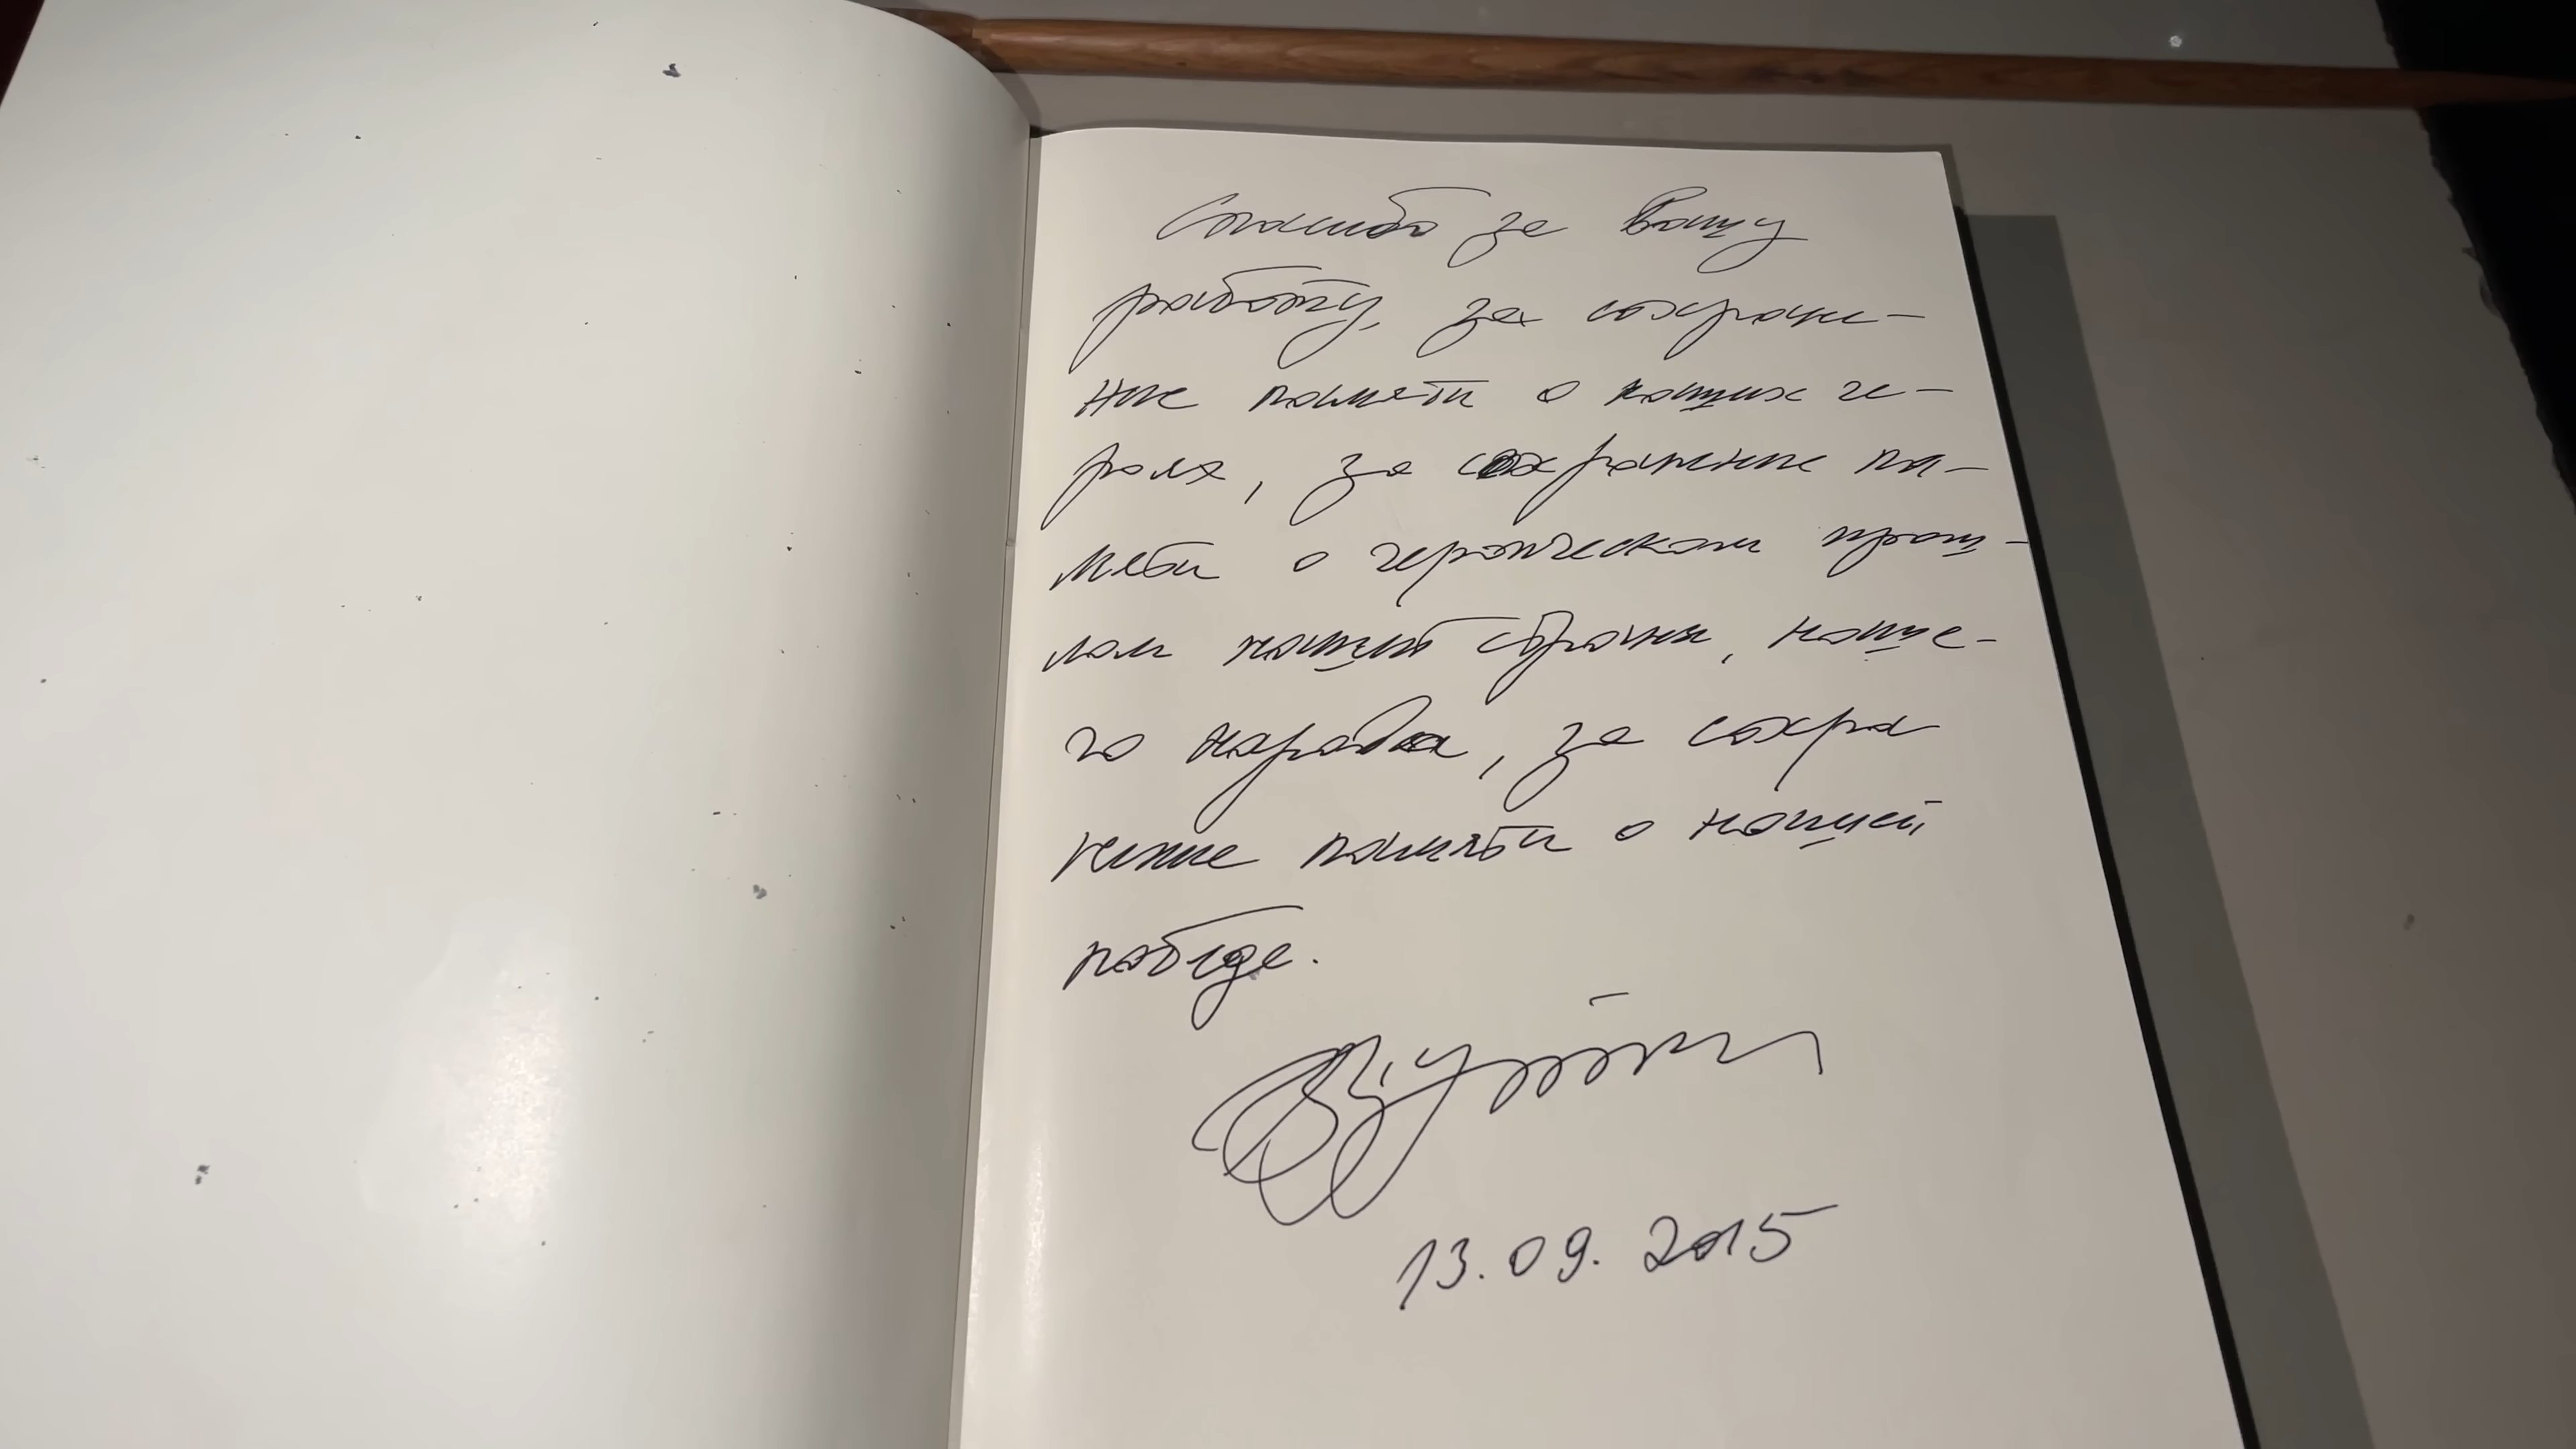 Спасибо за Вашу
работу, за сохране-
ние памяти о наших ге-
роях, за сохранение па-
мяти о героическом прош-
лом нашей страны, наше-
го народа, за сохра
нение памяти о нашей
победе.
13.09.2015